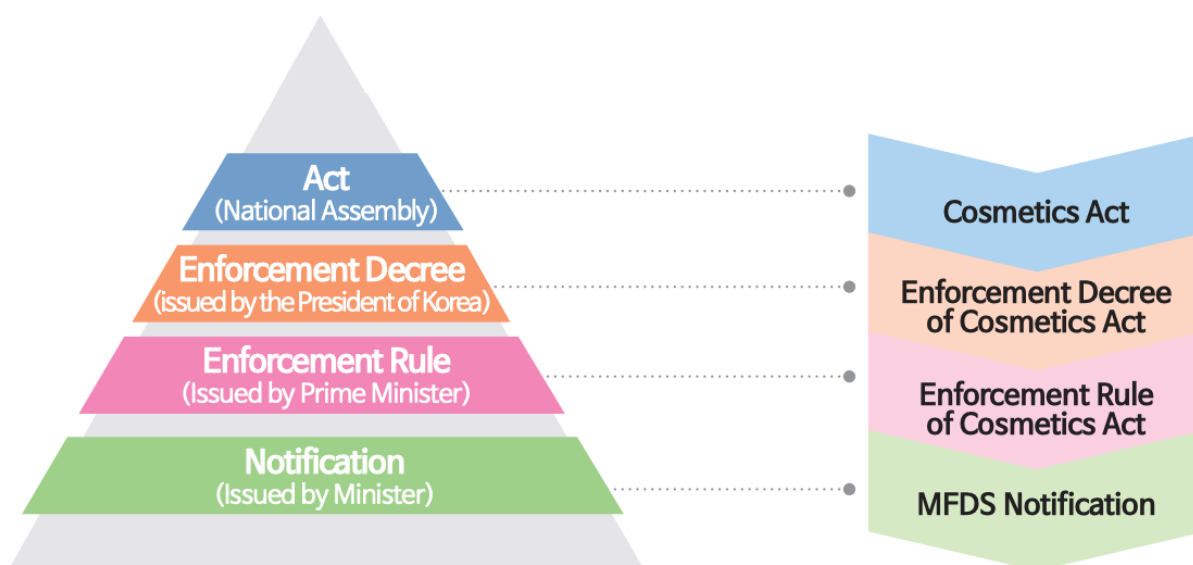 Act
(National Assembly)
Enforcement Decree
(issued by the President of Korea)
Enforcement Rule
(Issued by Prime Minister)
Notification
(Issued by Minister)
Cosmetics Act
Enforcement Decree
of Cosmetics Act
Enforcement Rule
of Cosmetics Act
MFDS Notification